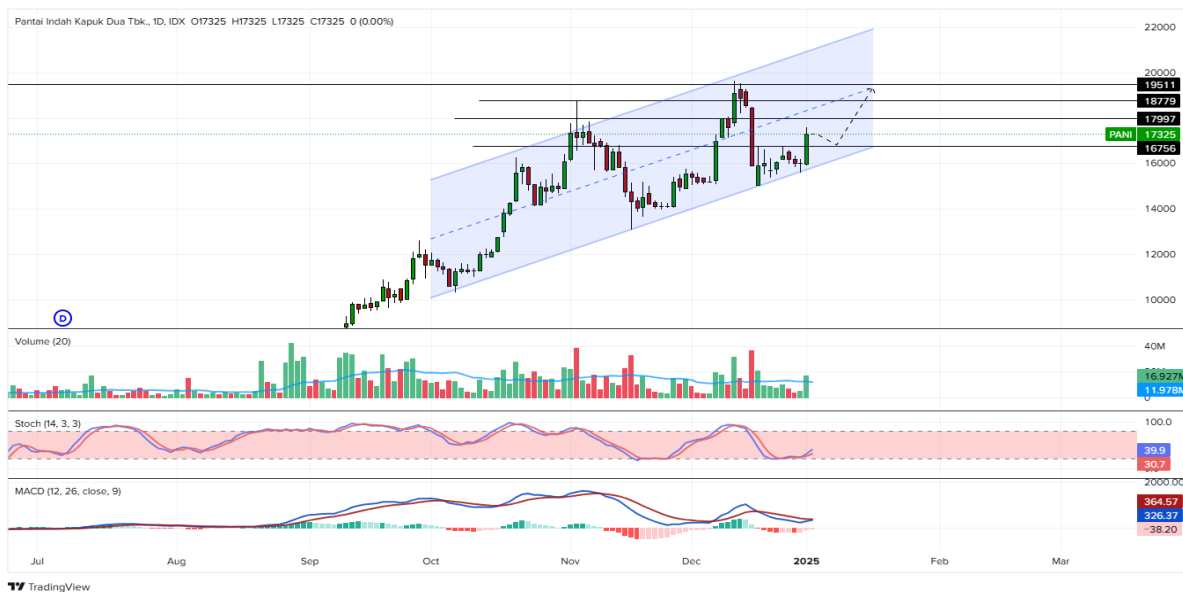 Pantai Indah Kapuk Dua Tbk., 1D, IDX O17325 H17325 L17325 C17325 0 (0.00%)
22000
20000
19511
18779
17997
PANI 17325
16756
16000
14000
12000
10000
D
Volume (20)
40M
16.927M
11.978M
0
Stoch (14, 3, 3)
100.0
39.9
30.7
MACD (12, 26, close, 9)
2000.00
364.57
326.37
−38.20
Jul Aug Sep Oct Nov Dec 2025 Feb Mar
TradingView